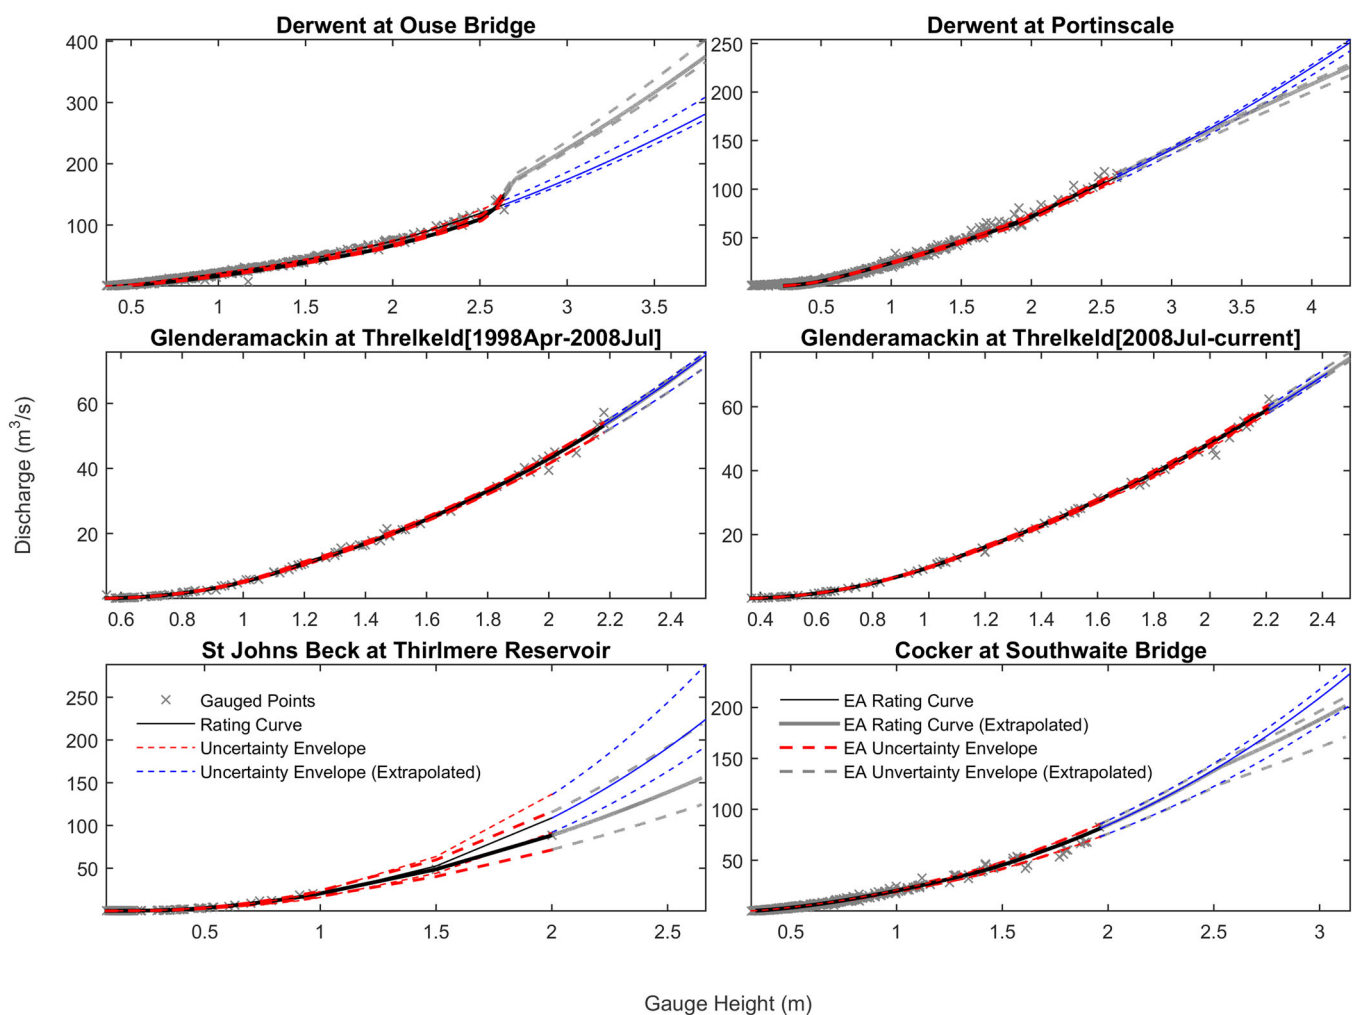 Derwent at Ouse Bridge
400
300
200
100
0.5 1 1.5 2 2.5 3 3.5
Derwent at Portinscale
250
200
150
100
50
0.5 1 1.5 2 2.5 3 3.5 4
Glenderamackin at Threlkeld[1998Apr-2008Jul]
60
40
20
0.6 0.8 1 1.2 1.4 1.6 1.8 2 2.2 2.4
Glenderamackin at Threlkeld[2008Jul-current]
60
40
20
0.4 0.6 0.8 1 1.2 1.4 1.6 1.8 2 2.2 2.4
Discharge (m³/s)
St Johns Beck at Thirlmere Reservoir
250
200
150
100
50
Gauged Points
Rating Curve
Uncertainty Envelope
Uncertainty Envelope (Extrapolated)
0.5 1 1.5 2 2.5
Cocker at Southwaite Bridge
200
150
100
50
EA Rating Curve
EA Rating Curve (Extrapolated)
EA Uncertainty Envelope
EA Unvertainty Envelope (Extrapolated)
0.5 1 1.5 2 2.5 3
Gauge Height (m)